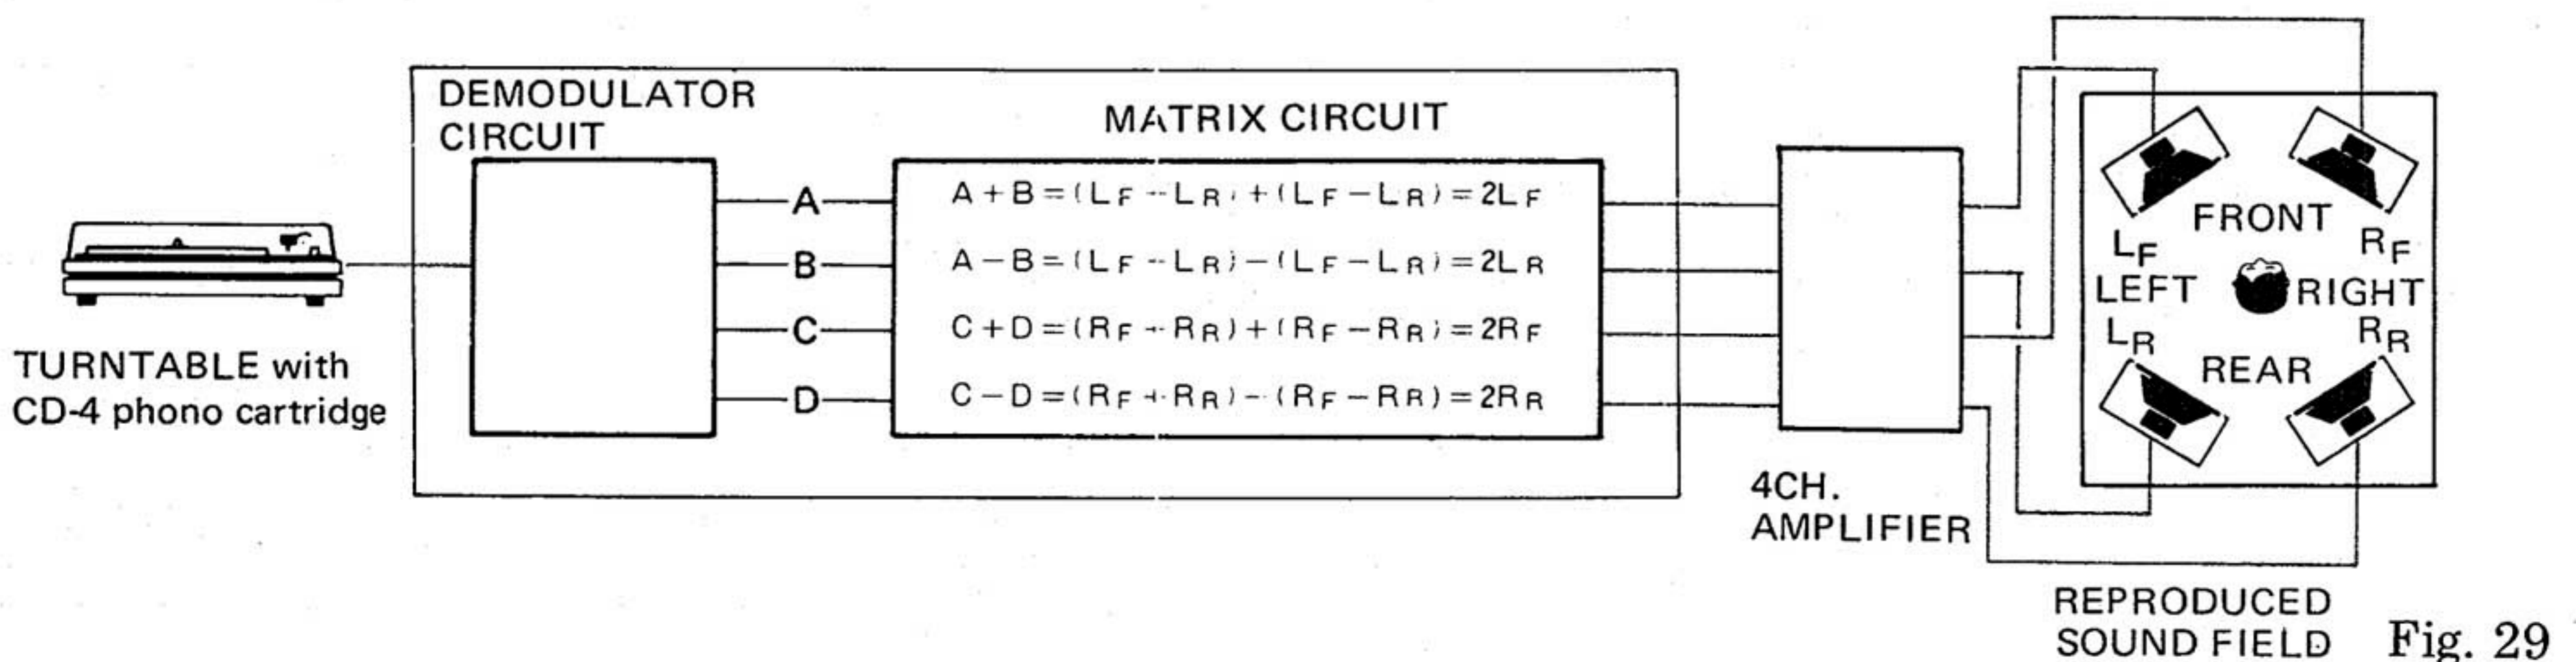 DEMODULATOR
CIRCUIT
MATRIX CIRCUIT
A
B
C
D
A + B = (LF + LR) + (LF − LR) = 2LF
A − B = (LF + LR) − (LF − LR) = 2LR
C + D = (RF + RR) + (RF − RR) = 2RF
C − D = (RF + RR) − (RF − RR) = 2RR
TURNTABLE with
CD-4 phono cartridge
4CH.
AMPLIFIER
FRONT
LF
RF
LEFT
RIGHT
LR
RR
REAR
REPRODUCED
SOUND FIELD
Fig. 29